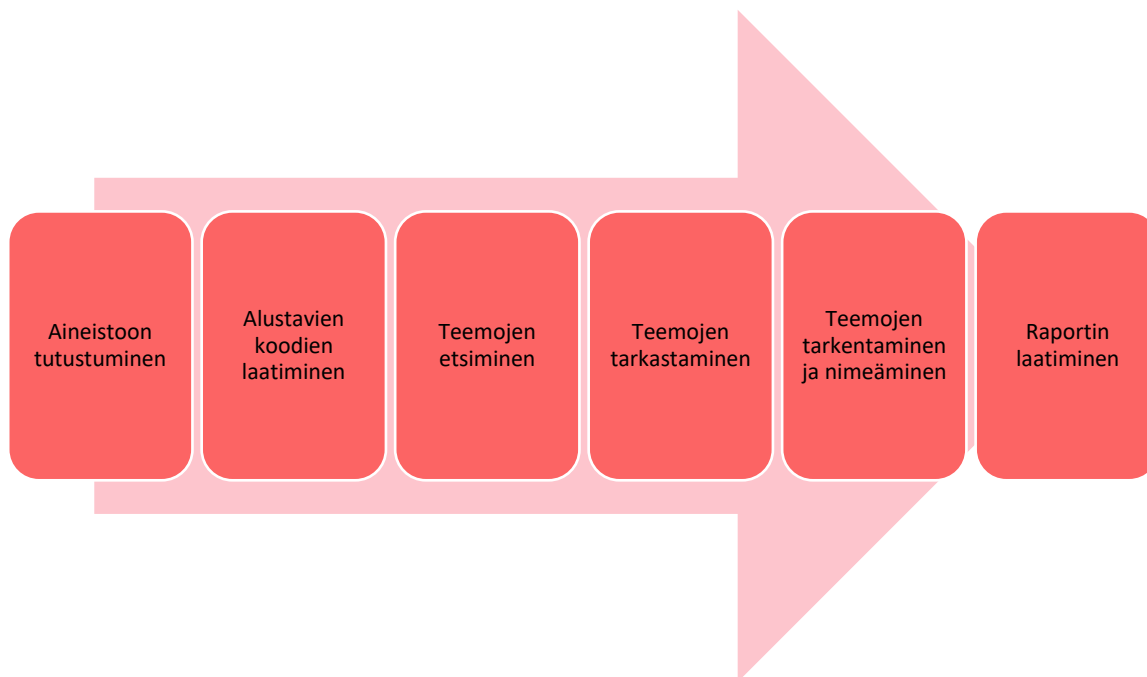 Aineistoon
tutustuminen
Alustavien
koodien
laatiminen
Teemojen
etsiminen
Teemojen
tarkastaminen
Teemojen
tarkentaminen
ja nimeäminen
Raportin
laatiminen